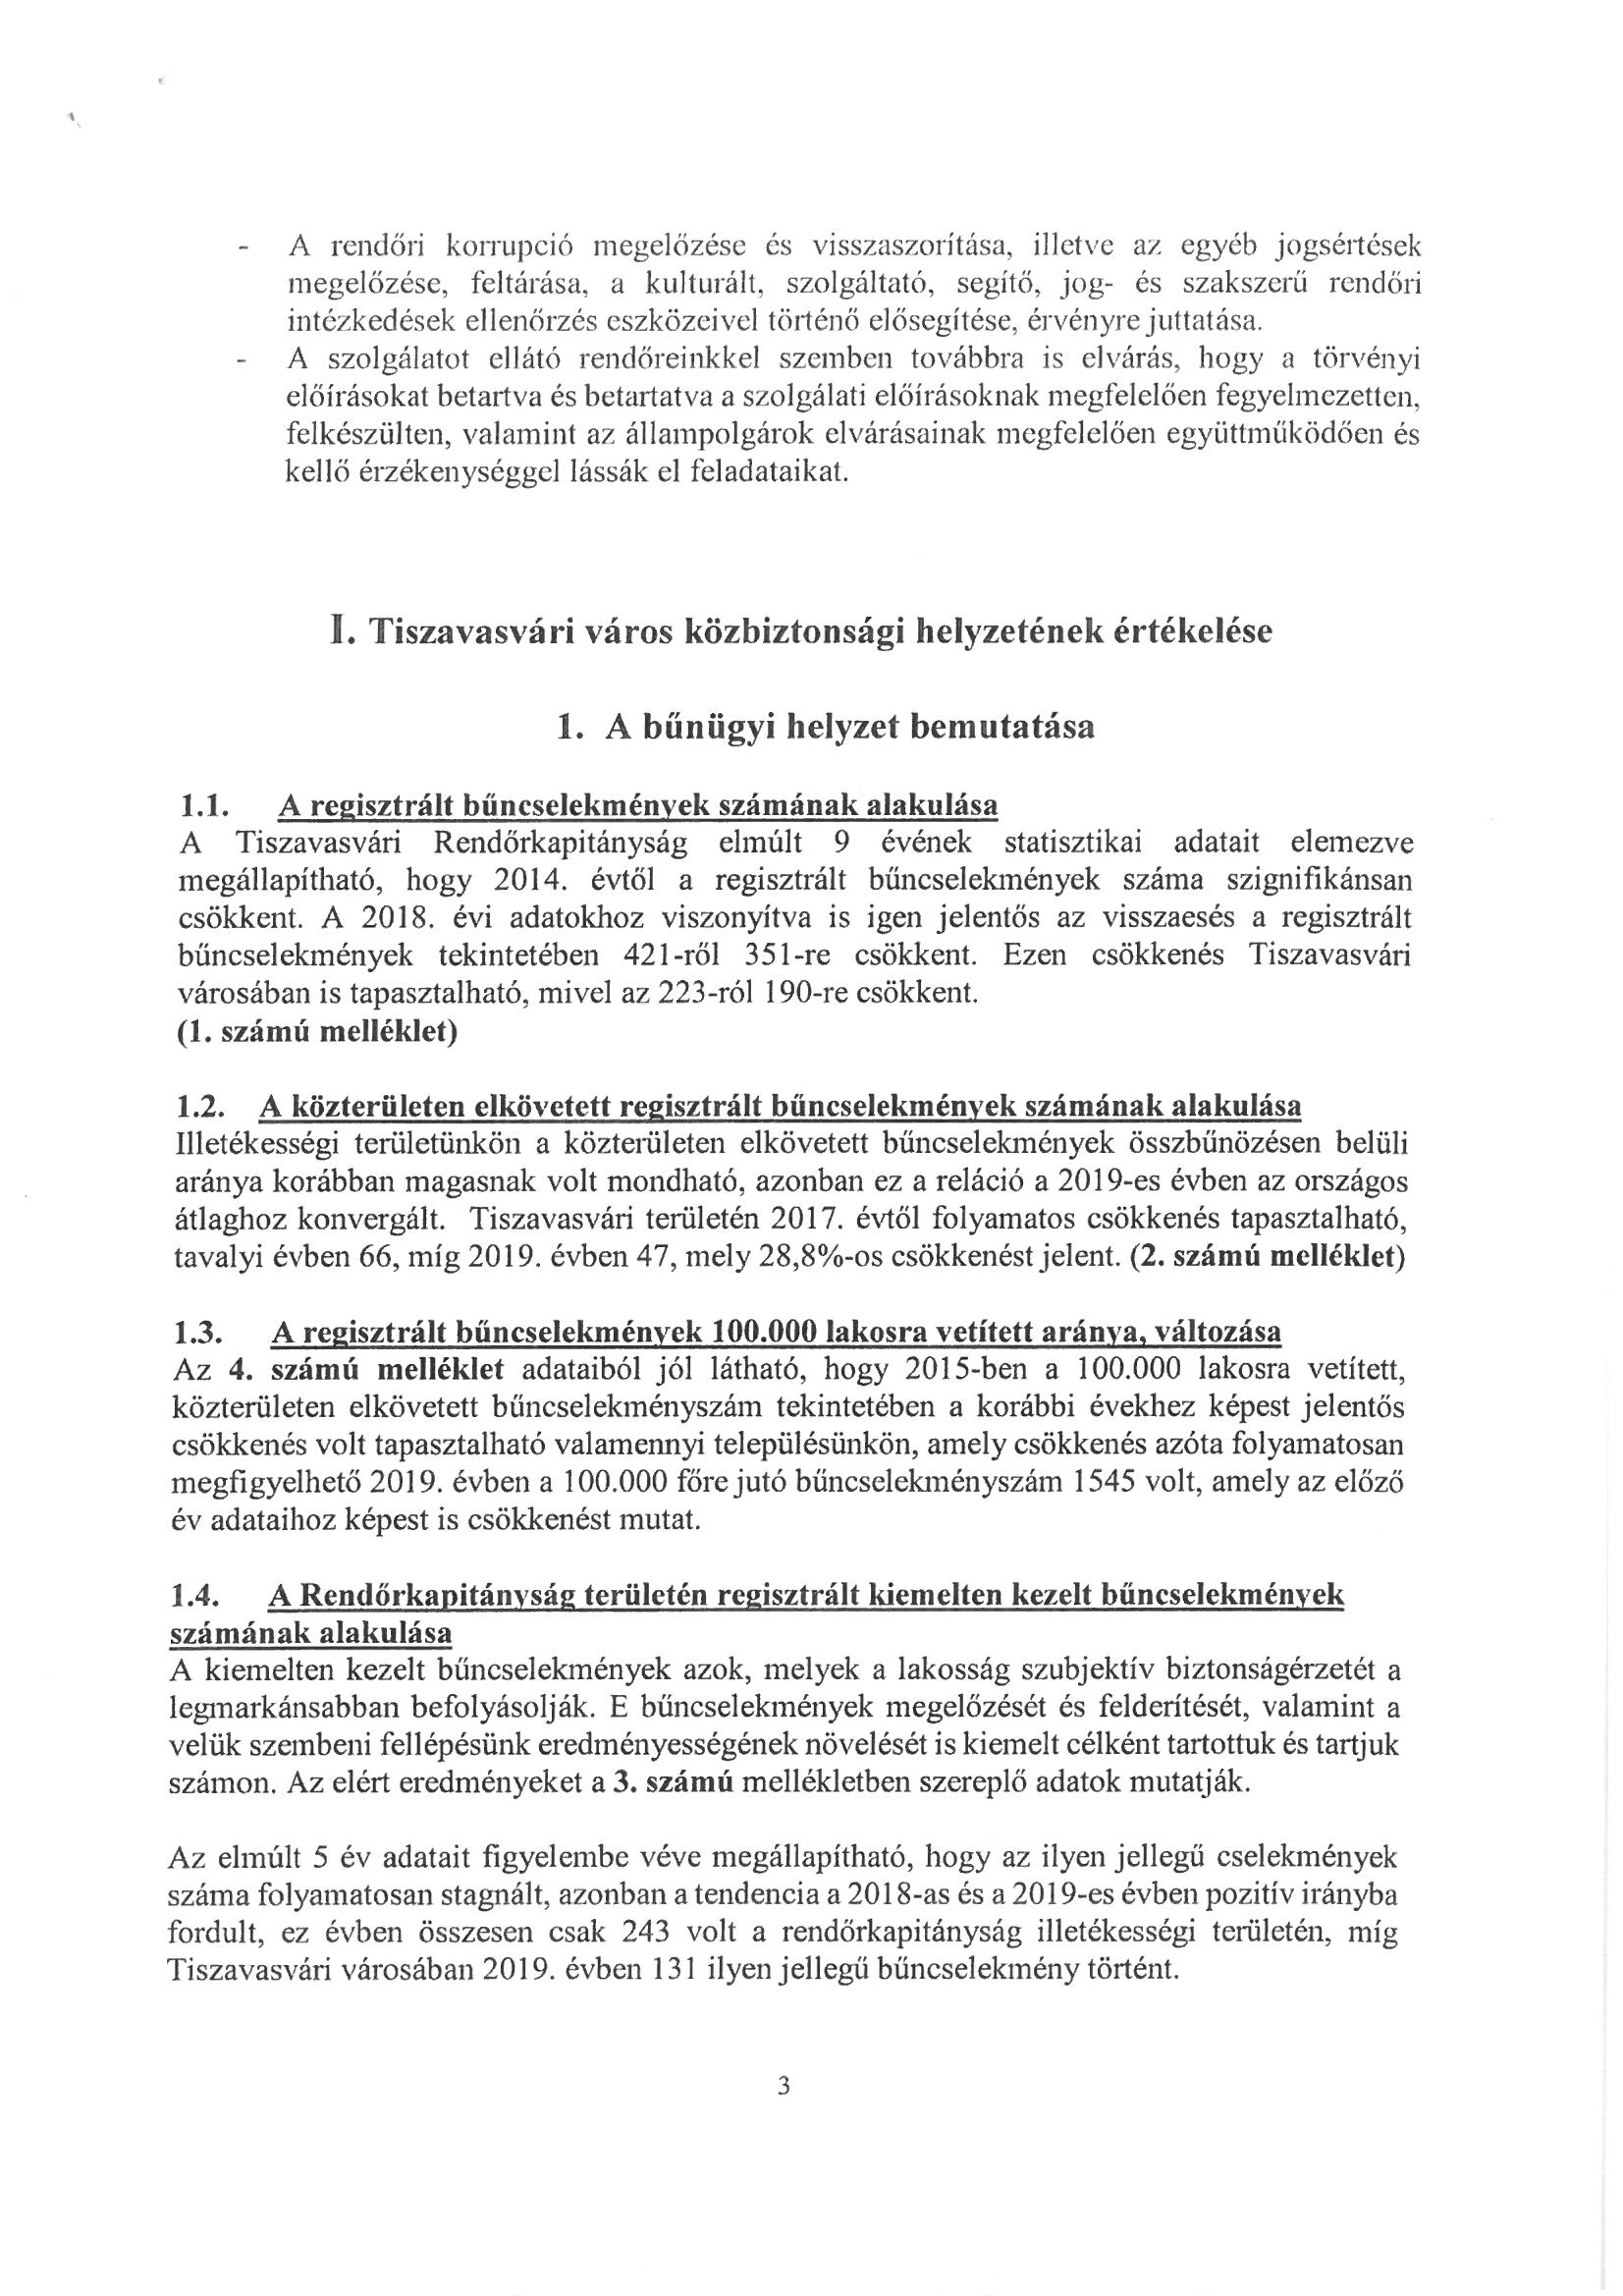 - A rendőri korrupció megelőzése és visszaszorítása, illetve az egyéb jogsértések
megelőzése, feltárása, a kulturált, szolgáltató, segítő, jog- és szakszerű rendőri
intézkedések ellenőrzés eszközeivel történő elősegítése, érvényre juttatása.
- A szolgálatot ellátó rendőreinkkel szemben továbbra is elvárás, hogy a törvényi
előírásokat betartva és betartatva a szolgálati előírásoknak megfelelően fegyelmezetten,
felkészülten, valamint az állampolgárok elvárásainak megfelelően együttműködően és
kellő érzékenységgel lássák el feladataikat.
I. Tiszavasvári város közbiztonsági helyzetének értékelése
1. A bűnügyi helyzet bemutatása
1.1. A regisztrált bűncselekmények számának alakulása
A Tiszavasvári Rendőrkapitányság elmúlt 9 évének statisztikai adatait elemezve
megállapítható, hogy 2014. évtől a regisztrált bűncselekmények száma szignifikánsan
csökkent. A 2018. évi adatokhoz viszonyítva is igen jelentős az visszaesés a regisztrált
bűncselekmények tekintetében 421-ről 351-re csökkent. Ezen csökkenés Tiszavasvári
városában is tapasztalható, mivel az 223-ról 190-re csökkent.
(1. számú melléklet)
1.2. A közterületen elkövetett regisztrált bűncselekmények számának alakulása
Illetékességi területünkön a közterületen elkövetett bűncselekmények összbűnözésen belüli
aránya korábban magasnak volt mondható, azonban ez a reláció a 2019-es évben az országos
átlaghoz konvergált. Tiszavasvári területén 2017. évtől folyamatos csökkenés tapasztalható,
tavalyi évben 66, míg 2019. évben 47, mely 28,8%-os csökkenést jelent. (2. számú melléklet)
1.3. A regisztrált bűncselekmények 100.000 lakosra vetített aránya, változása
Az 4. számú melléklet adataiból jól látható, hogy 2015-ben a 100.000 lakosra vetített,
közterületen elkövetett bűncselekményszám tekintetében a korábbi évekhez képest jelentős
csökkenés volt tapasztalható valamennyi településünkön, amely csökkenés azóta folyamatosan
megfigyelhető 2019. évben a 100.000 főre jutó bűncselekményszám 1545 volt, amely az előző
év adataihoz képest is csökkenést mutat.
1.4. A Rendőrkapitányság területén regisztrált kiemelten kezelt bűncselekmények
számának alakulása
A kiemelten kezelt bűncselekmények azok, melyek a lakosság szubjektív biztonságérzetét a
legmarkánsabban befolyásolják. E bűncselekmények megelőzését és felderítését, valamint a
velük szembeni fellépésünk eredményességének növelését is kiemelt célként tartottuk és tartjuk
számon. Az elért eredményeket a 3. számú mellékletben szereplő adatok mutatják.
Az elmúlt 5 év adatait figyelembe véve megállapítható, hogy az ilyen jellegű cselekmények
száma folyamatosan stagnált, azonban a tendencia a 2018-as és a 2019-es évben pozitív irányba
fordult, ez évben összesen csak 243 volt a rendőrkapitányság illetékességi területén, míg
Tiszavasvári városában 2019. évben 131 ilyen jellegű bűncselekmény történt.
3